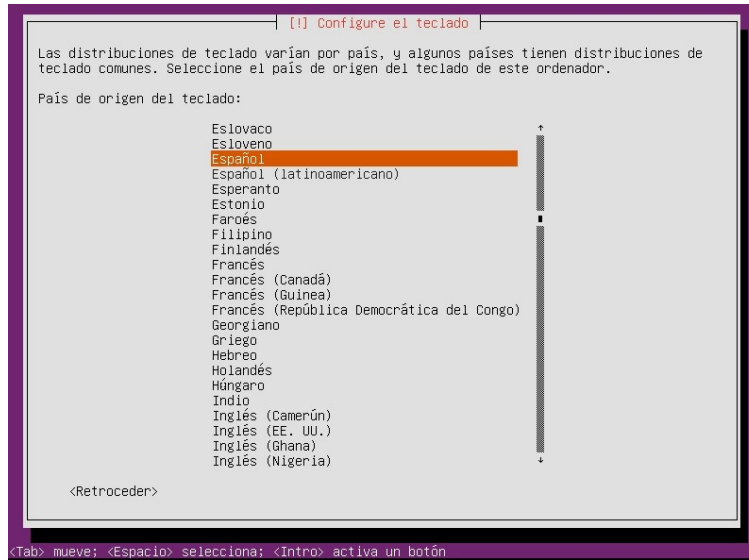 [!] Configure el teclado
Las distribuciones de teclado varían por país, y algunos países tienen distribuciones de
teclado comunes. Seleccione el país de origen del teclado de este ordenador.
País de origen del teclado:
Eslovaco
Esloveno
Español
Español (latinoamericano)
Esperanto
Estonio
Faroés
Filipino
Finlandés
Francés
Francés (Canadá)
Francés (Guinea)
Francés (República Democrática del Congo)
Georgiano
Griego
Hebreo
Holandés
Húngaro
Indio
Inglés (Camerún)
Inglés (EE. UU.)
Inglés (Ghana)
Inglés (Nigeria)
<Retroceder>
<Tab> mueve; <Espacio> selecciona; <Intro> activa un botón